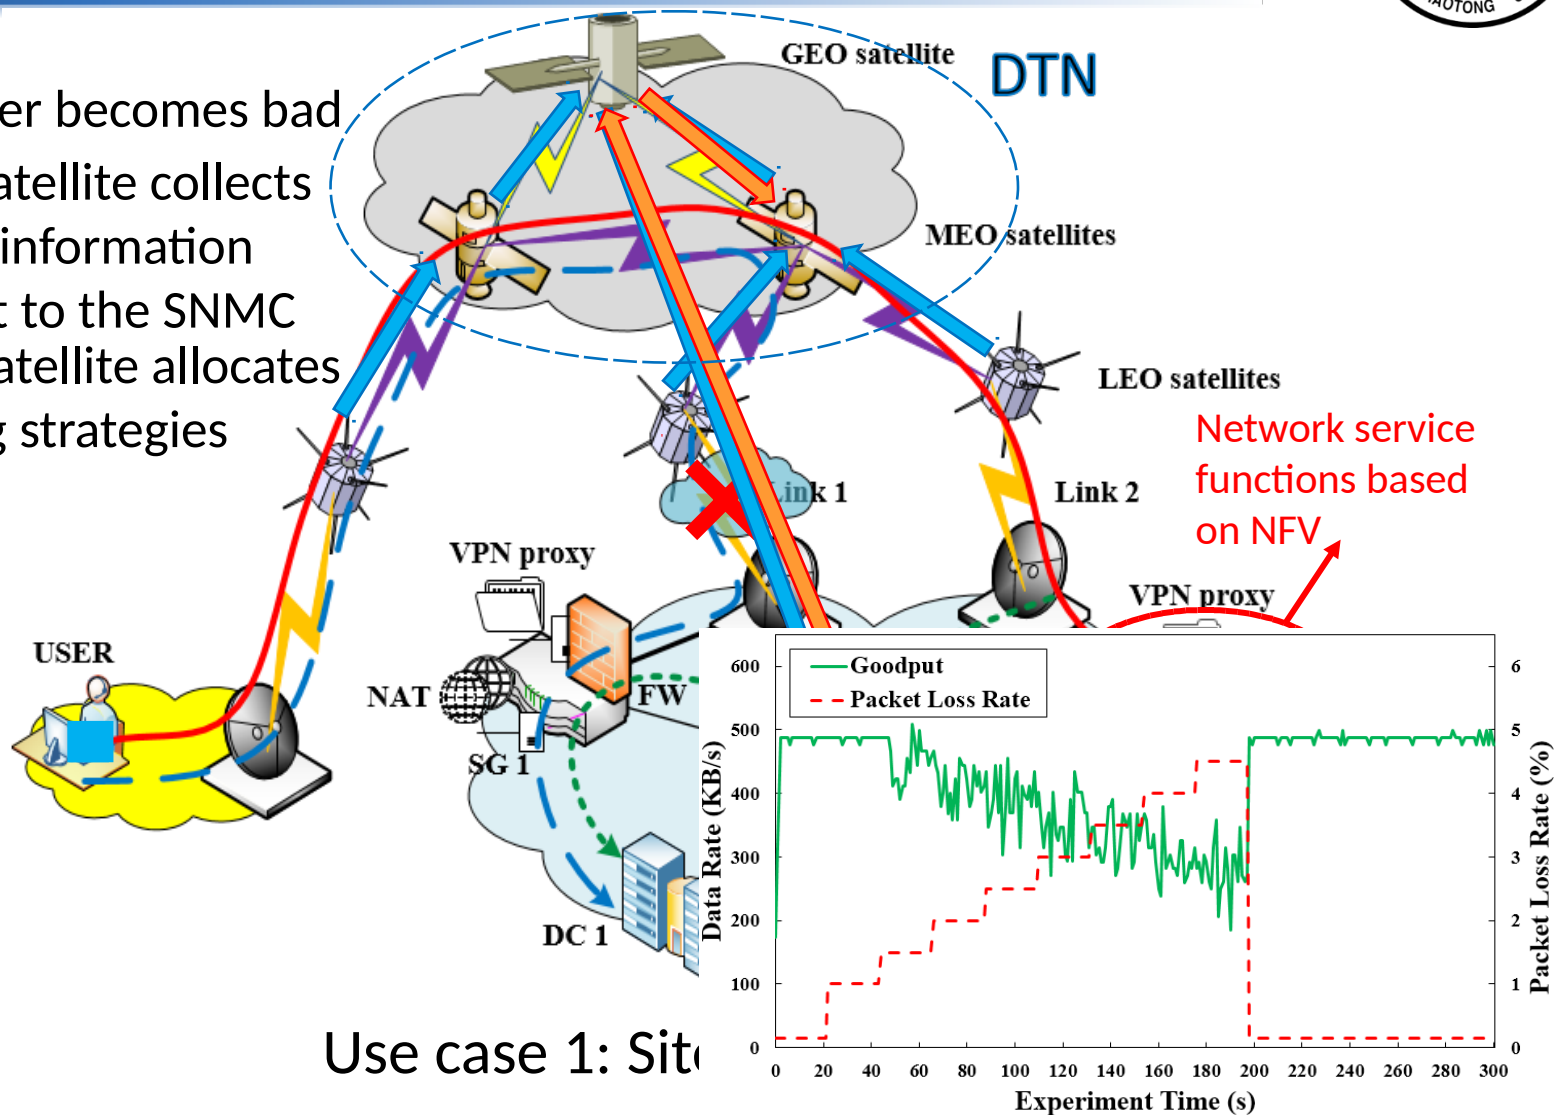 AOTONG
GEO satellite
DTN
er becomes bad
atellite collects
information
t to the SNMC
atellite allocates
g strategies
MEO satellites
LEO satellites
Network service
functions based
on NFV
Link 1
Link 2
VPN proxy
VPN proxy
USER
NAT
FW
SG 1
DC 1
Use case 1: Sit
Goodput
Packet Loss Rate
Data Rate (KB/s)
600
500
400
300
200
100
0
Packet Loss Rate (%)
6
5
4
3
2
1
0
0 20 40 60 80 100 120 140 160 180 200 220 240 260 280 300
Experiment Time (s)